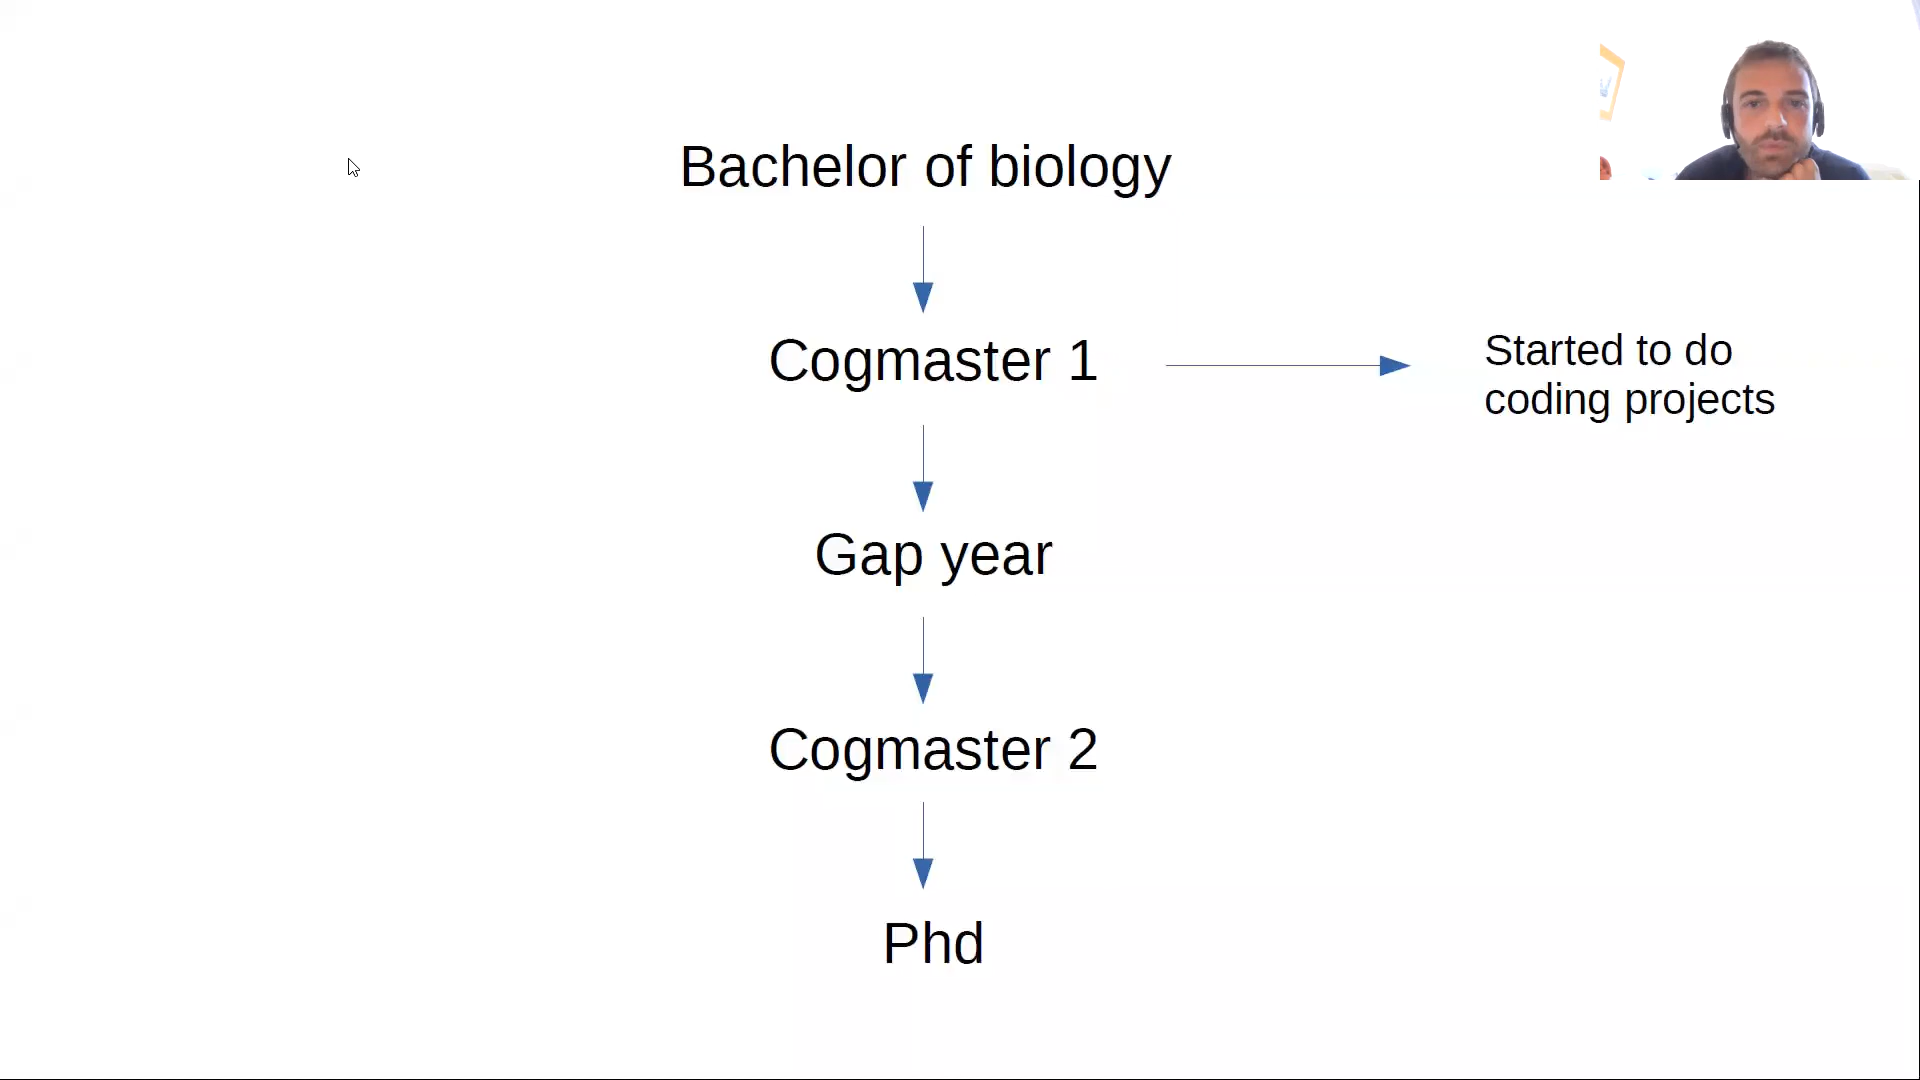 Bachelor of biology
Cogmaster 1
Started to do
coding projects
Gap year
Cogmaster 2
Phd